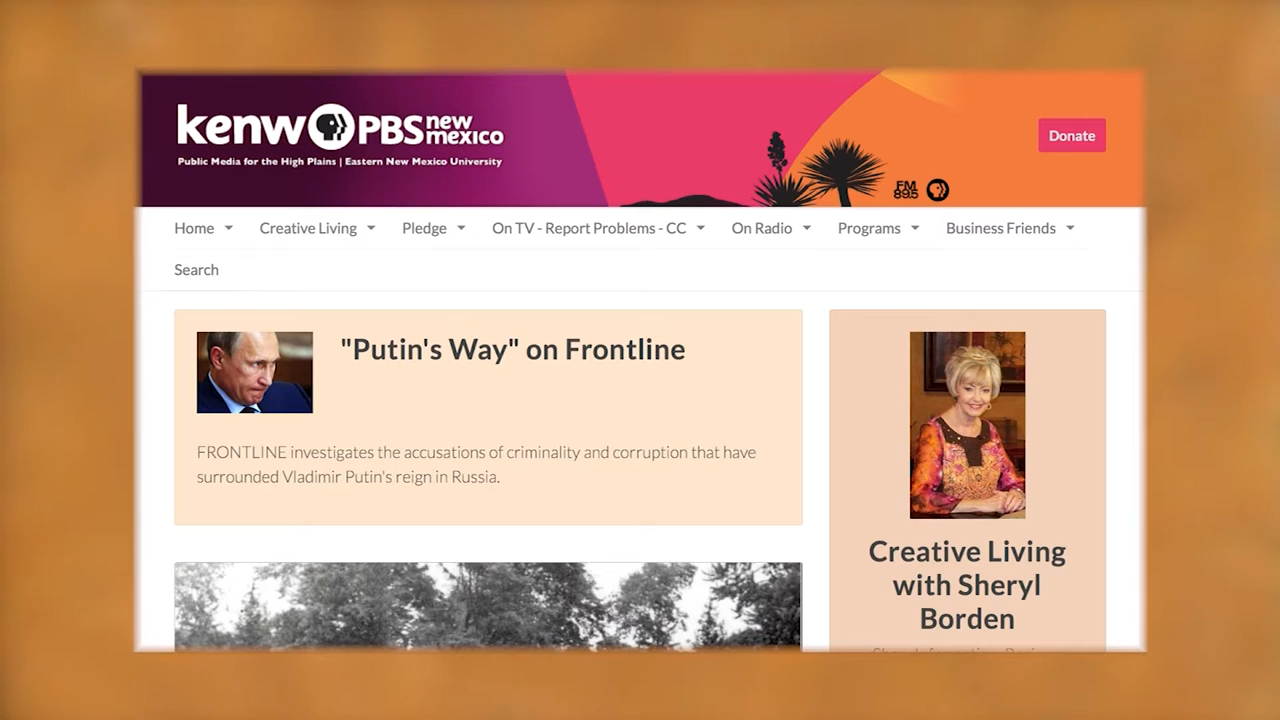 kenw PBS new mexico
Public Media for the High Plains | Eastern New Mexico University
Donate
FM
89.5
Home
Creative Living
Pledge
On TV - Report Problems - CC
On Radio
Programs
Business Friends
Search
"Putin's Way" on Frontline
FRONTLINE investigates the accusations of criminality and corruption that have
surrounded Vladimir Putin's reign in Russia.
Creative Living
with Sheryl
Borden